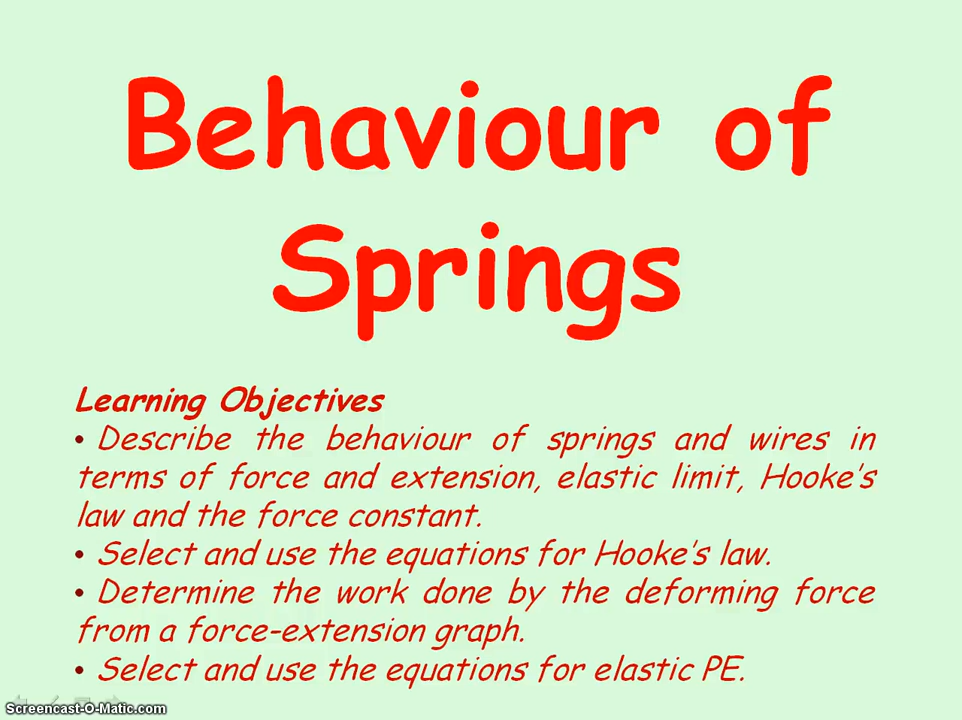 Behaviour of
Springs
Learning Objectives
• Describe the behaviour of springs and wires in
terms of force and extension, elastic limit, Hooke's
law and the force constant.
• Select and use the equations for Hooke's law.
• Determine the work done by the deforming force
from a force-extension graph.
• Select and use the equations for elastic PE.
Screencast-O-Matic.com